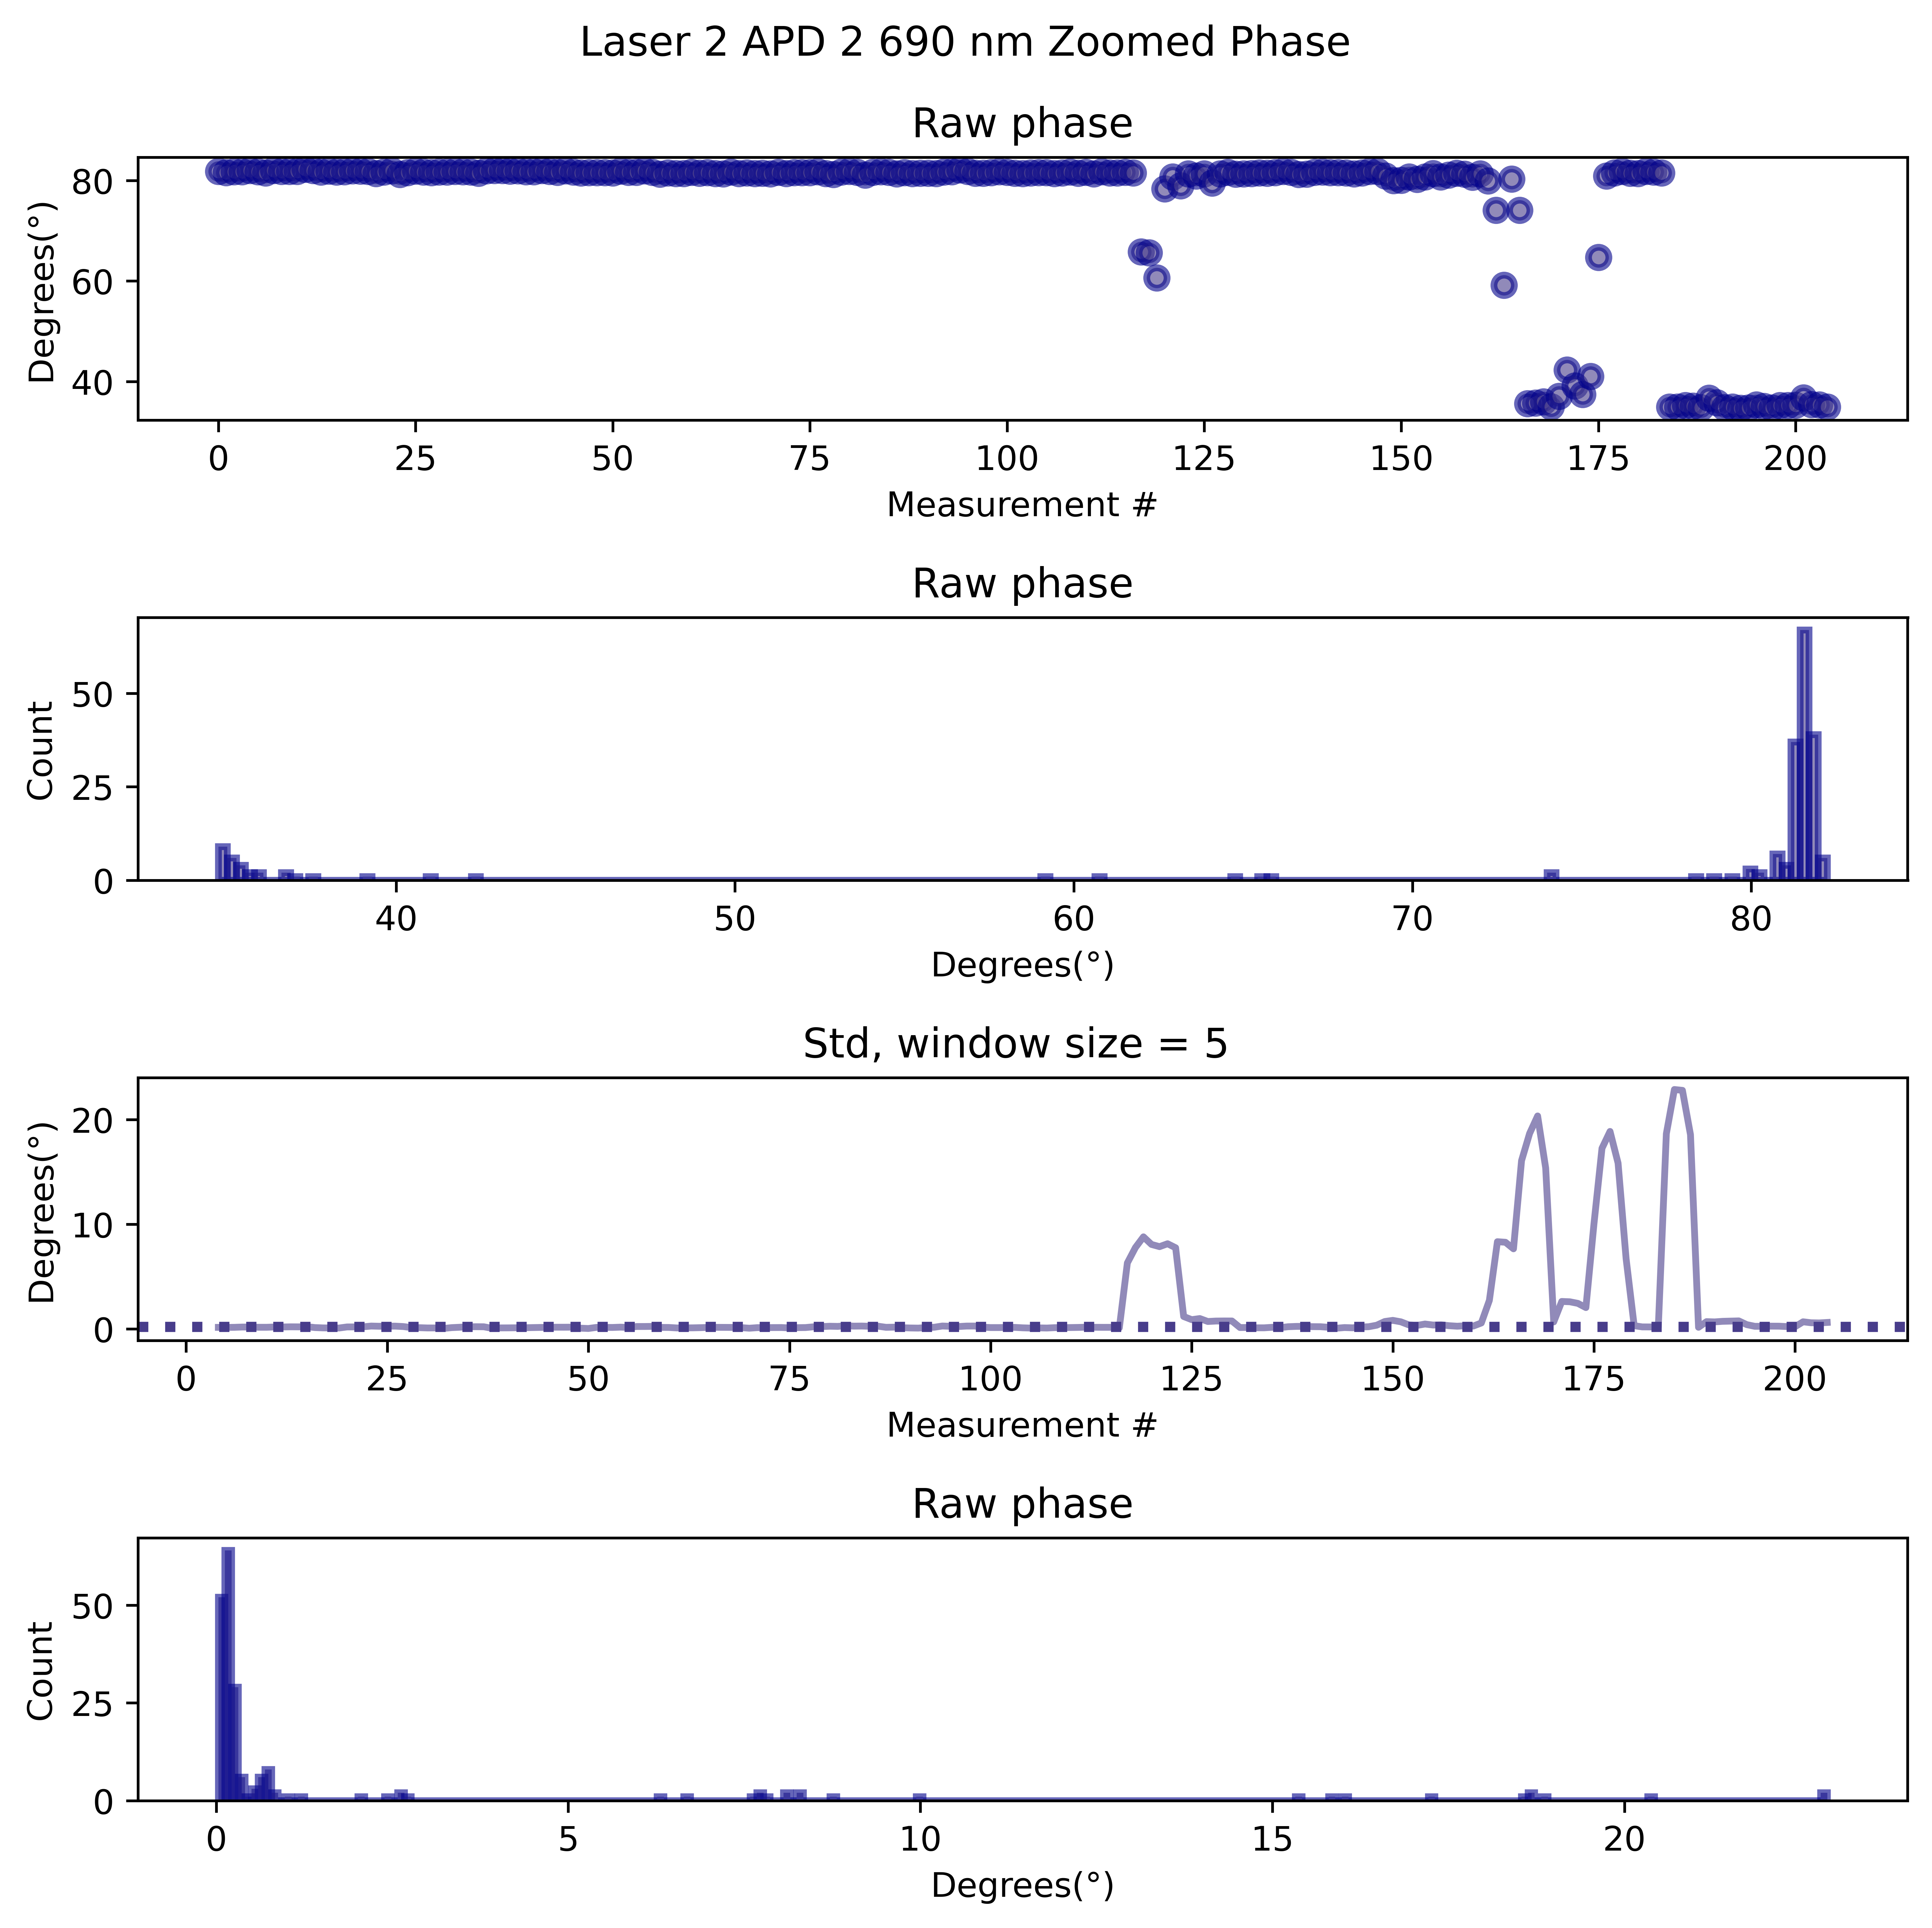 Laser 2 APD 2 690 nm Zoomed Phase
Raw phase
Degrees(°)
80
60
40
0 25 50 75 100 125 150 175 200
Measurement #
Raw phase
Count
50
25
0
40 50 60 70 80
Degrees(°)
Std, window size = 5
Degrees(°)
20
10
0
0 25 50 75 100 125 150 175 200
Measurement #
Raw phase
Count
50
25
0
0 5 10 15 20
Degrees(°)